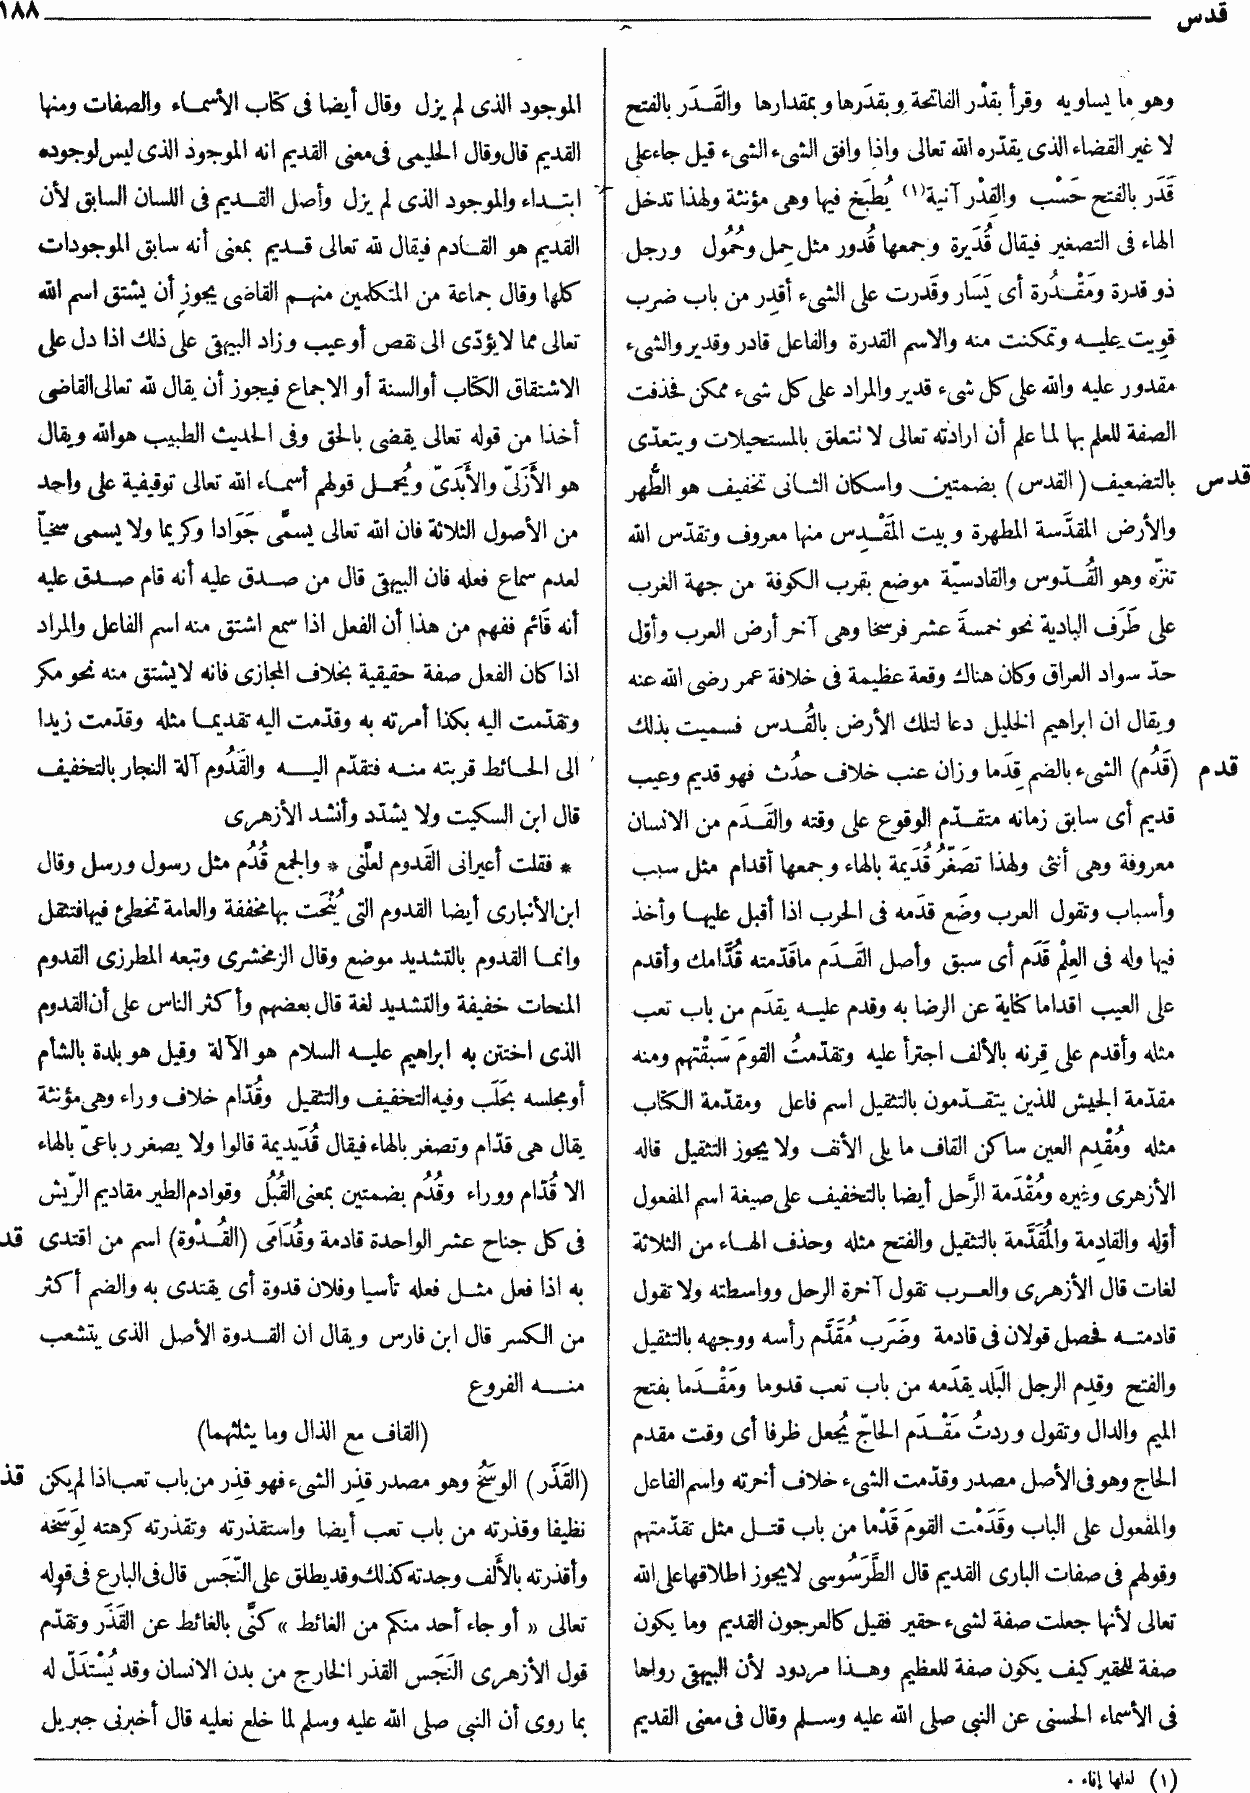 قدس
١٨٨
وهو ما يساويه وقرأ بقدْر الفاتحة وبقدَرها وبمقدارها والقَدَر بالفتح
لا غير القضاء الذى يقدّره الله تعالى واذا وافق الشىء الشىء قيل جاء على
قَدَر بالفتح حَسْب والقِدْر آنية(١) يُطبَخ فيها وهى مؤنثة ولهذا تدخل
الهاء فى التصغير فيقال قُدَيرة وجمعها قُدور مثل حِمل وحُمُول ورجل
ذو قدرة ومَقْدُرة أى يَسَار وقَدرت على الشىء أقدِر من باب ضرب
قويت عليه وتمكنت منه والاسم القدرة والفاعل قادر وقدير والشىء
مقدور عليه والله على كل شىء قدير والمراد على كل شىء ممكن فحذفت
الصفة للعلم بها لما علم أن ارادته تعالى لا تتعلق بالمستحيلات ويتعدّى
قدس بالتضعيف (القدس) بضمتين واسكان الثانى تخفيف هو الطُّهر
والأرض المقدَّسة المطهرة وبيت المَقْدِس منها معروف وتقدّس الله
تنزّه وهو القُدّوس والقادسيّة موضع بقرب الكوفة من جهة الغرب
على طَرَف البادية نحو خمسةَ عشر فرسخا وهى آخر أرض العرب وأوّل
حدّ سواد العراق وكان هناك وقعة عظيمة فى خلافة عمر رضى الله عنه
ويقال ان ابراهيم الخليل دعا لتلك الأرض بالقُدس فسميت بذلك
قدم (قَدُم) الشىء بالضم قِدَما وزان عنب خلاف حدُث فهو قديم وعيب
قديم أى سابق زمانه متقدّم الوقوع على وقته والقَدَم من الانسان
معروفة وهى أنثى ولهذا تصغّرُ قُدَيمة بالهاء وجمعها أقدام مثل سبب
وأسباب وتقول العرب وضَع قدَمه فى الحرب اذا أقبل عليها وأخذ
فيها وله فى العِلْم قَدَم أى سبق وأصل القَدَم ماقدّمته قُدَّامك وأقدم
على العيب اقداما كناية عن الرضا به وقدم عليه يقدَم من باب تعب
مثله وأقدم على قِرنه بالألف اجترأ عليه وتقدّمتُ القومَ سَبقْتهم ومنه
مقدّمة الجيش للذين يتقدّمون بالتثقيل اسم فاعل ومقدّمة الكتاب
مثله ومُقْدِم العين ساكن القاف ما يلى الأنف ولا يجوز التثقيل قاله
الأزهرى وغيره ومُقْدَمة الرَّحل أيضا بالتخفيف على صيغة اسم المفعول
أوّله والقادِمة والمُقَدَّمة بالتثقيل والفتح مثله وحذف الهاء من الثلاثة
لغات قال الأزهرى والعرب تقول آخرة الرحل وواسطته ولا تقول
قادمته فحصل قولان فى قادمة وضَرَب مُقَدَّم رأسه ووجهه بالتثقيل
والفتح وقدِم الرجل البَلد يقدَمه من باب تعب قدوما ومَقْدَما بفتح
الميم والدال وتقول وردتُ مَقْدَم الحاجّ يُجعل ظرفا أى وقت مقدم
الحاج وهو فى الأصل مصدر وقدّمت الشىء خلاف أخرته واسم الفاعل
والمفعول على الباب وقَدَمْت القومَ قَدْما من باب قتل مثل تقدّمتهم
وقولهم فى صفات البارى القديم قال الطَّرَسُوسى لايجوز اطلاقها على الله
تعالى لأنها جعلت صفة لشىء حقير فقيل كالعرجون القديم وما يكون
صفة للحقير كيف يكون صفة للعظيم وهذا مردود لأن البيهقى رواها
فى الأسماء الحسنى عن النبى صلى الله عليه وسلم وقال فى معنى القديم
الموجود الذى لم يزل وقال أيضا فى كتاب الأسماء والصفات ومنها
القديم قال وقال الحليمى فى معنى القديم انه الموجود الذى ليس لوجوده
ابتداء والموجود الذى لم يزل وأصل القديم فى اللسان السابق لأن
القديم هو القادم فيقال لله تعالى قديم بمعنى أنه سابق الموجودات
كلها وقال جماعة من المتكلمين منهم القاضى يجوز أن يشتق اسم الله
تعالى مما لايؤدّى الى نقص أو عيب وزاد البيهقى على ذلك اذا دل على
الاشتقاق الكتاب أوالسنة أو الاجماع فيجوز أن يقال لله تعالى القاضى
أخذا من قوله تعالى يقضى بالحق وفى الحديث الطبيب هوالله ويقال
هو الأَزَلىّ والأَبَدىّ ويُحمل قولهم أسماء الله تعالى توقيفية على واحد
من الأصول الثلاثة فان الله تعالى يسمَّى جَوَادا وكريما ولا يسمى سخيّا
لعدم سماع فعله فان البيهقى قال من صدق عليه أنه قام صدق عليه
أنه قَائم ففهم من هذا أن الفعل اذا سمع اشتق منه اسم الفاعل والمراد
اذا كان الفعل صفة حقيقية بخلاف المجازى فانه لايشتق منه نحو مكر
وتقدّمت اليه بكذا أمرته به وقدّمت اليه تقديما مثله وقدّمت زيدا
الى الحائط قربته منه فتقدّم اليه والقَدُوم آلة النجار بالتخفيف
قال ابن السكيت ولا يشدّد وأنشد الأزهرى
* فقلت أعيرانى القَدوم لعلَّنى * والجمع قُدُم مثل رسول ورسل وقال
ابن الأنبارى أيضا القدوم التى يُنْحَت بها مخففة والعامة تخطئ فيها فتثقل
وانما القدوم بالتشديد موضع وقال الزمخشرى وتبعه المطرزى القدوم
المنحات خفيفة والتشديد لغة قال بعضهم وأكثر الناس على أن القدوم
الذى اختتن به ابراهيم عليه السلام هو الآلة وقيل هو بلدة بالشأم
أومجلسه بحَلَب وفيه التخفيف والتثقيل وقُدّام خلاف وراء وهى مؤنثة
يقال هى قدّام وتصغر بالهاء فيقال قُدَيديمة قالوا ولا يصغر رباعىّ بالهاء
الا قُدّام ووراء وقُدُم بضمتين بمعنى القُبُل وقوادم الطير مقاديم الرّيش
فى كل جناح عشر الواحدة قادمة وقُدَامَى (القُدْوة) اسم من اقتدى قد
به اذا فعل مثل فعله تأسيا وفلان قدوة أى يقتدى به والضم أكثر
من الكسر قال ابن فارس ويقال ان القدوة الأصل الذى يتشعب
منه الفروع
(القاف مع الذال وما يثلثهما)
(القَذَر) الوسَخ وهو مصدر قذِر الشىء فهو قذِر من باب تعب اذا لم يكن قذ
نظيفا وقذرته من باب تعب أيضا واستقذرته وتقذرته كرهته لِوَسَخه
وأقذرته بالألَف وجدته كذلك وقد يطلق على النّجَس قال فى البارع فى قوله
تعالى « أو جاء أحد منكم من الغائط » كنَّى بالغائط عن القَذَر وتقدّم
قول الأزهرى النَجَس القذر الخارج من بدن الانسان وقد يُسْتَدَلّ له
بما روى أن النبى صلى الله عليه وسلم لما خلع نعليه قال أخبرنى جبريل
(١) لعلها إناء .